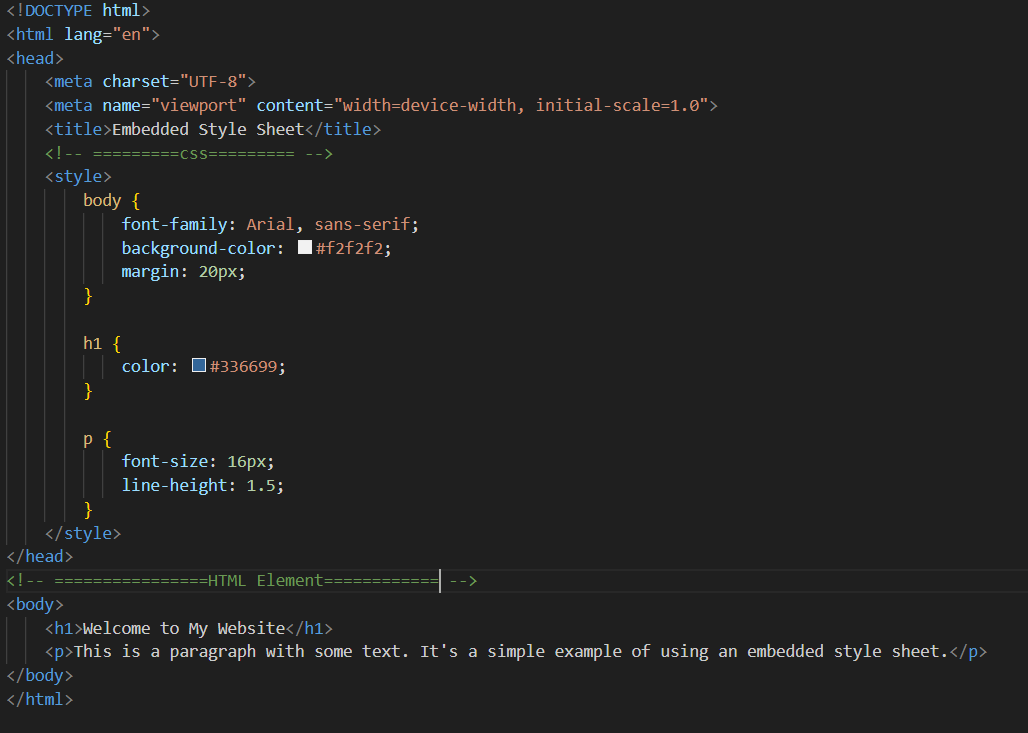 <!DOCTYPE html>
<html lang="en">
<head>
    <meta charset="UTF-8">
    <meta name="viewport" content="width=device-width, initial-scale=1.0">
    <title>Embedded Style Sheet</title>
    <!-- =========css========= -->
    <style>
        body {
            font-family: Arial, sans-serif;
            background-color: #f2f2f2;
            margin: 20px;
        }

        h1 {
            color: #336699;
        }

        p {
            font-size: 16px;
            line-height: 1.5;
        }
    </style>
</head>
<!-- ================HTML Element============ -->
<body>
    <h1>Welcome to My Website</h1>
    <p>This is a paragraph with some text. It's a simple example of using an embedded style sheet.</p>
</body>
</html>